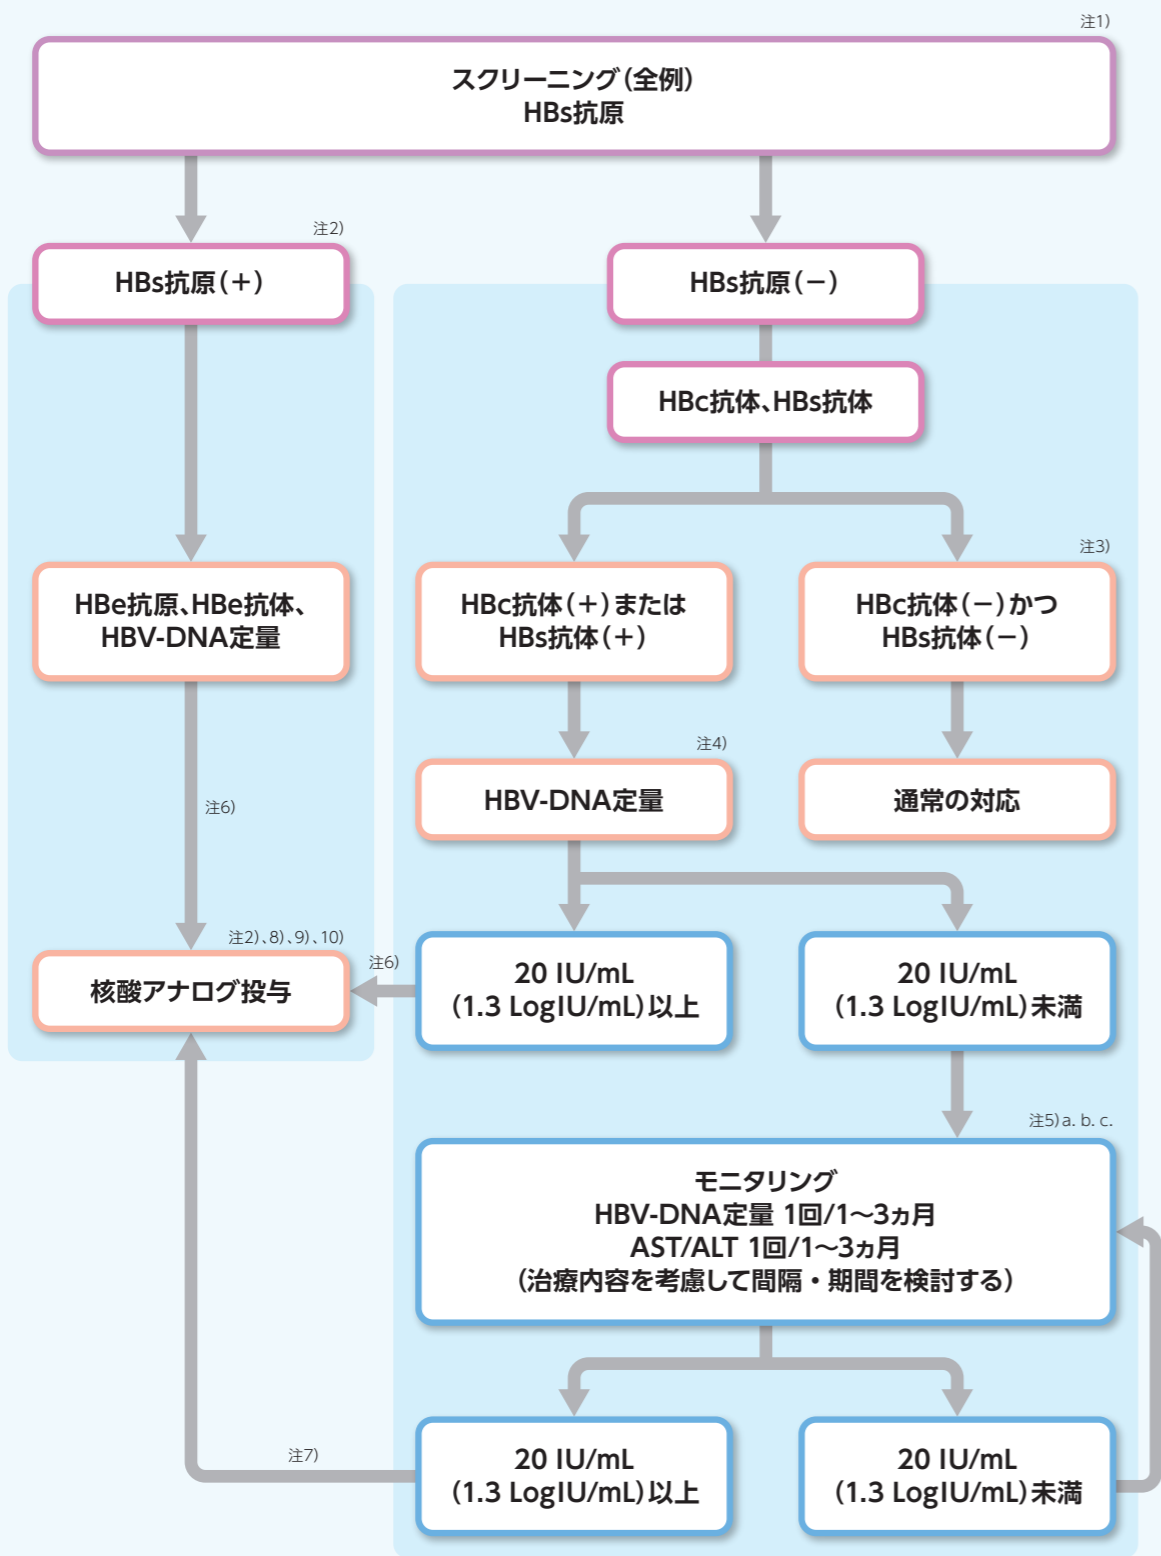 注1)
スクリーニング(全例)
HBs抗原
注2)
HBs抗原(+)
HBs抗原(-)
HBc抗体、HBs抗体
注3)
HBe抗原、HBe抗体、
HBV-DNA定量
HBc抗体(+)または
HBs抗体(+)
HBc抗体(-)かつ
HBs抗体(-)
注4)
HBV-DNA定量
通常の対応
注6)
注2)、8)、9)、10)
核酸アナログ投与
注6)
20 IU/mL
(1.3 LogIU/mL)以上
20 IU/mL
(1.3 LogIU/mL)未満
注5)a. b. c.
モニタリング
HBV-DNA定量 1回/1〜3ヵ月
AST/ALT 1回/1〜3ヵ月
(治療内容を考慮して間隔・期間を検討する)
注7)
20 IU/mL
(1.3 LogIU/mL)以上
20 IU/mL
(1.3 LogIU/mL)未満